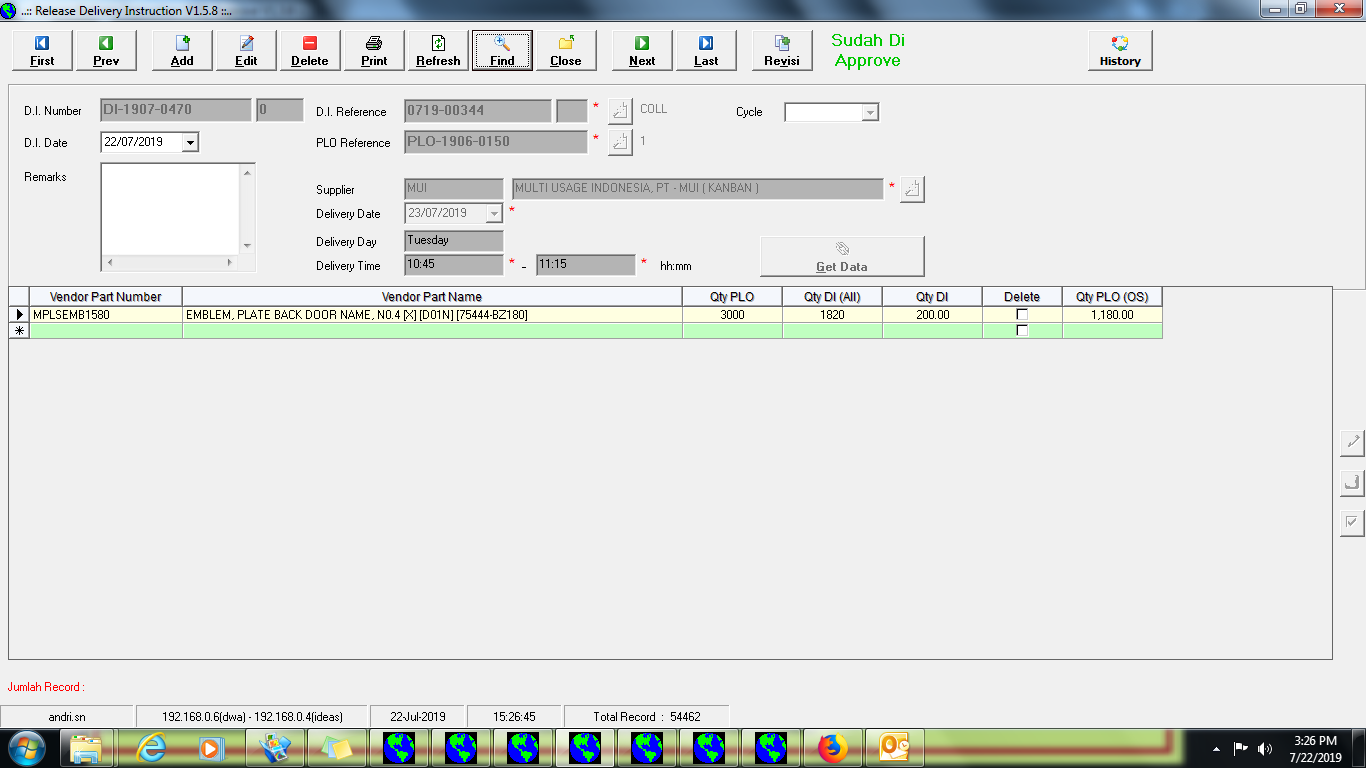 ..:: Release Delivery Instruction V1.5.8 ::..
First Prev Add Edit Delete Print Refresh Find Close Next Last Revisi Sudah Di Approve History
D.I. Number DI-1907-0470 0 D.I. Reference 0719-00344 * COLL Cycle
D.I. Date 22/07/2019 PLO Reference PLO-1906-0150 * 1
Remarks
Supplier MUI MULTI USAGE INDONESIA, PT - MUI ( KANBAN ) *
Delivery Date 23/07/2019 *
Delivery Day Tuesday
Delivery Time 10:45 * - 11:15 * hh:mm
Get Data
Vendor Part Number Vendor Part Name Qty PLO Qty DI (All) Qty DI Delete Qty PLO (OS)
MPLSEMB1580 EMBLEM, PLATE BACK DOOR NAME, N0.4 [X] [D01N] [75444-BZ180] 3000 1820 200.00 1,180.00
Jumlah Record :
andri.sn 192.168.0.6(dwa) - 192.168.0.4(ideas) 22-Jul-2019 15:26:45 Total Record : 54462
3:26 PM
7/22/2019